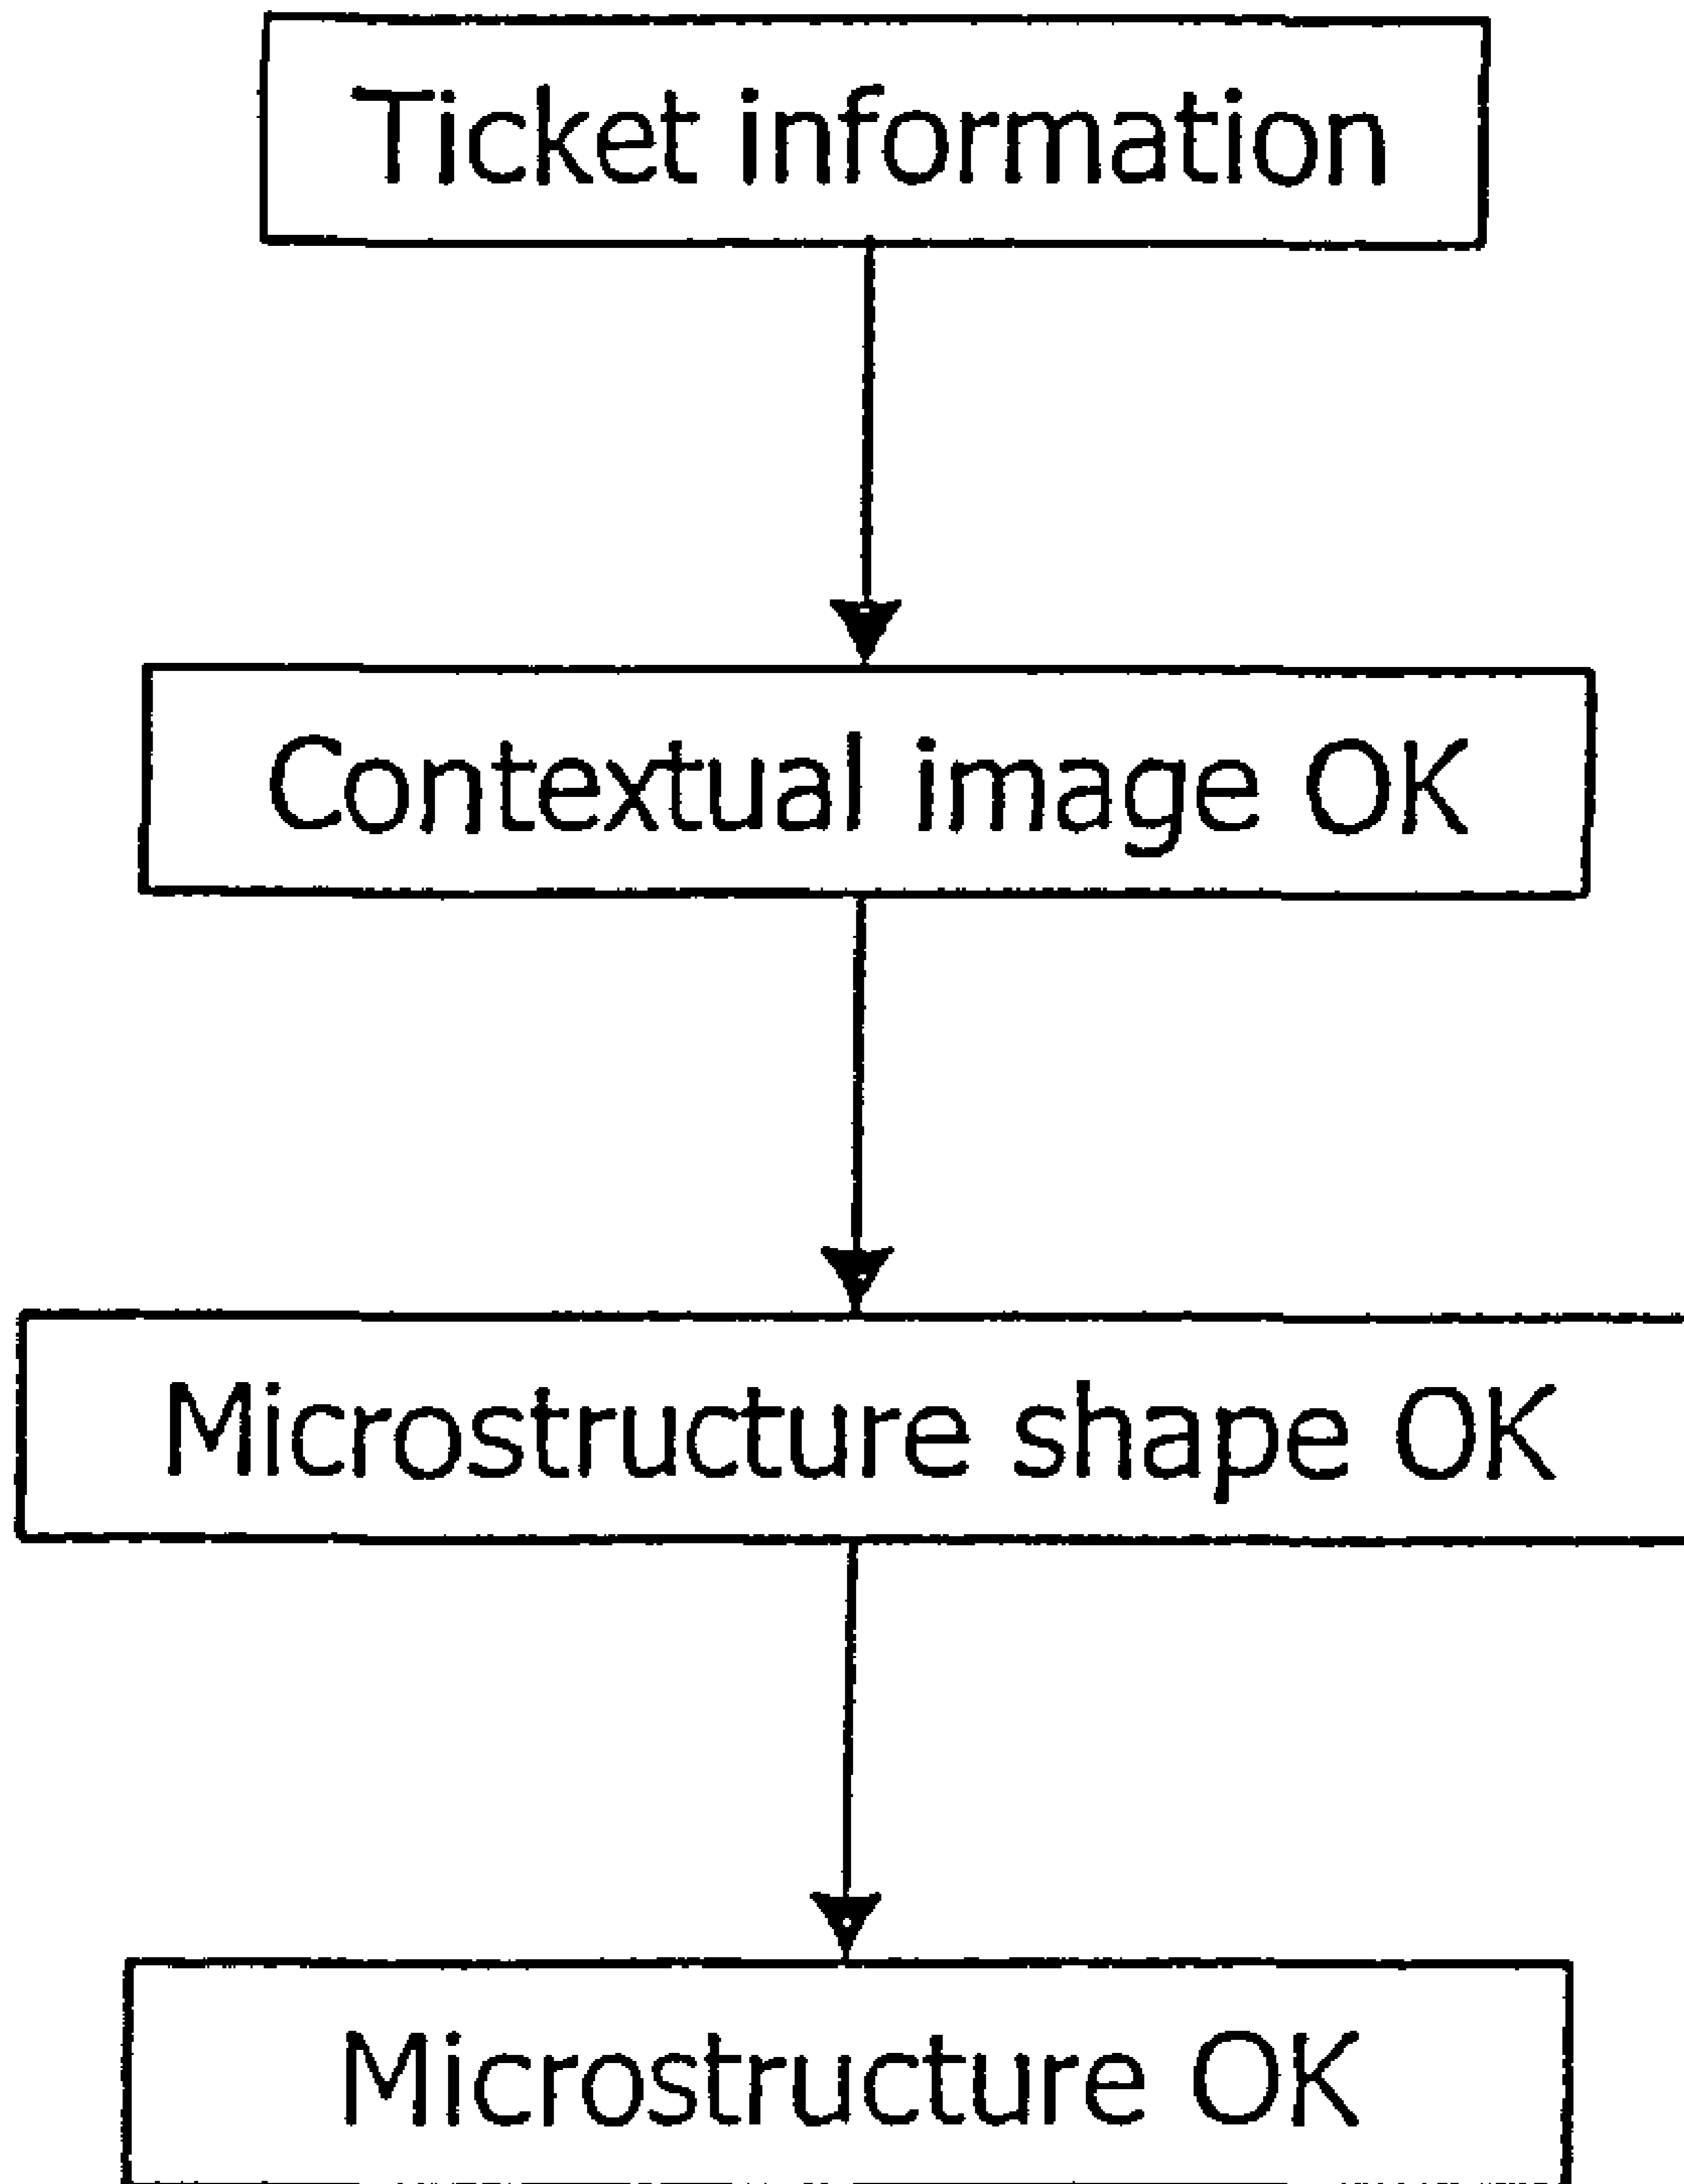 Ticket information
Contextual image OK
Microstructure shape OK
Microstructure OK